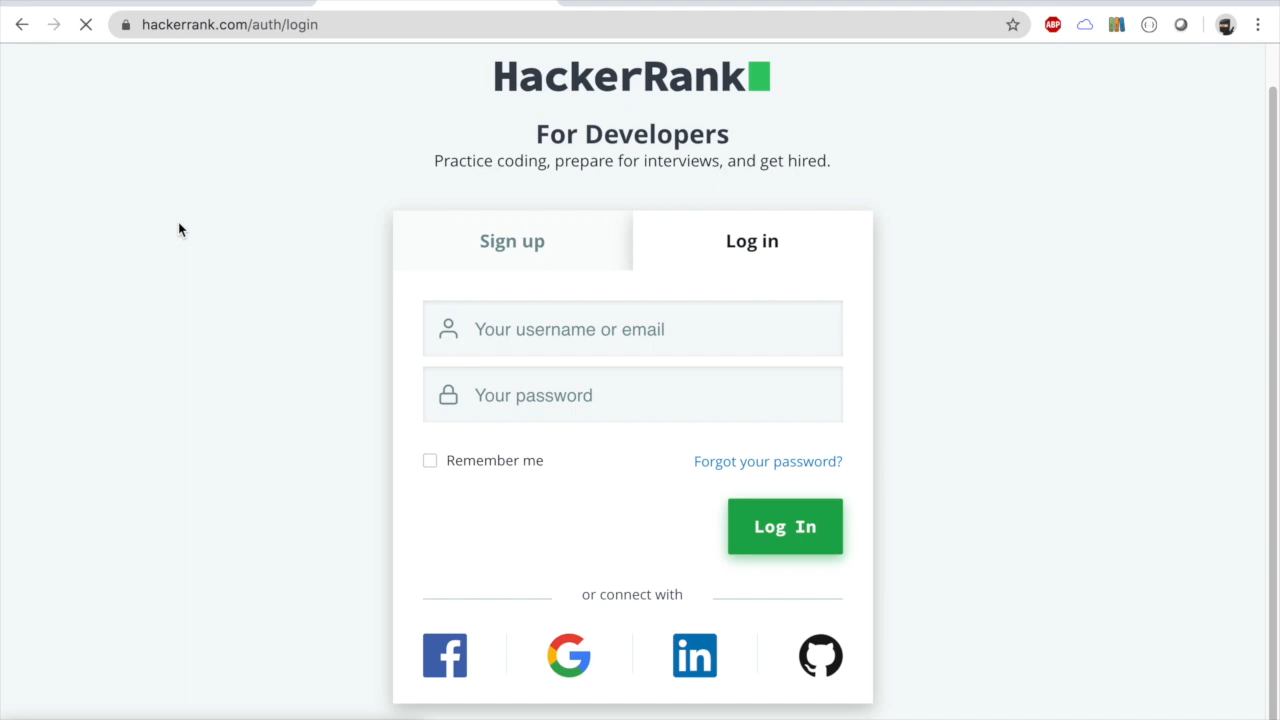 hackerrank.com/auth/login
ABP
HackerRank
For Developers
Practice coding, prepare for interviews, and get hired.
Sign up
Log in
Your username or email
Your password
Remember me
Forgot your password?
Log In
or connect with